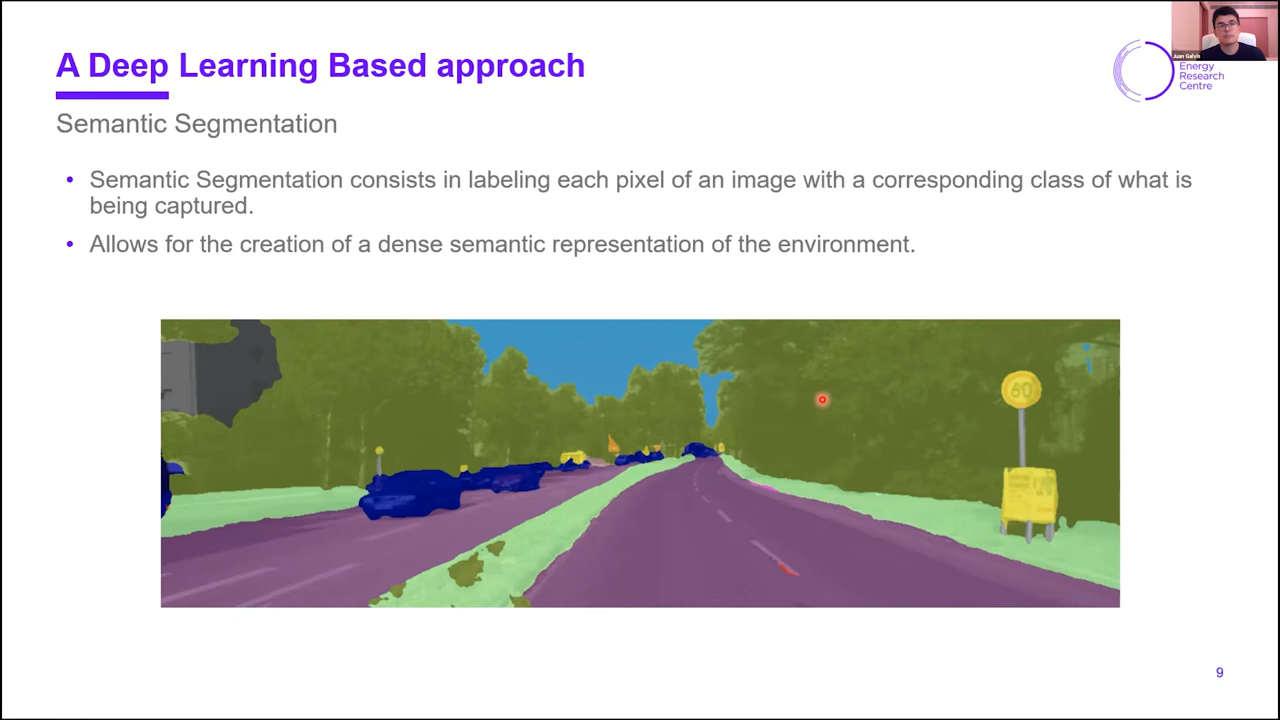 A Deep Learning Based approach
Juan Galvis
Energy
Research
Centre
Semantic Segmentation
• Semantic Segmentation consists in labeling each pixel of an image with a corresponding class of what is
being captured.
• Allows for the creation of a dense semantic representation of the environment.
60
9